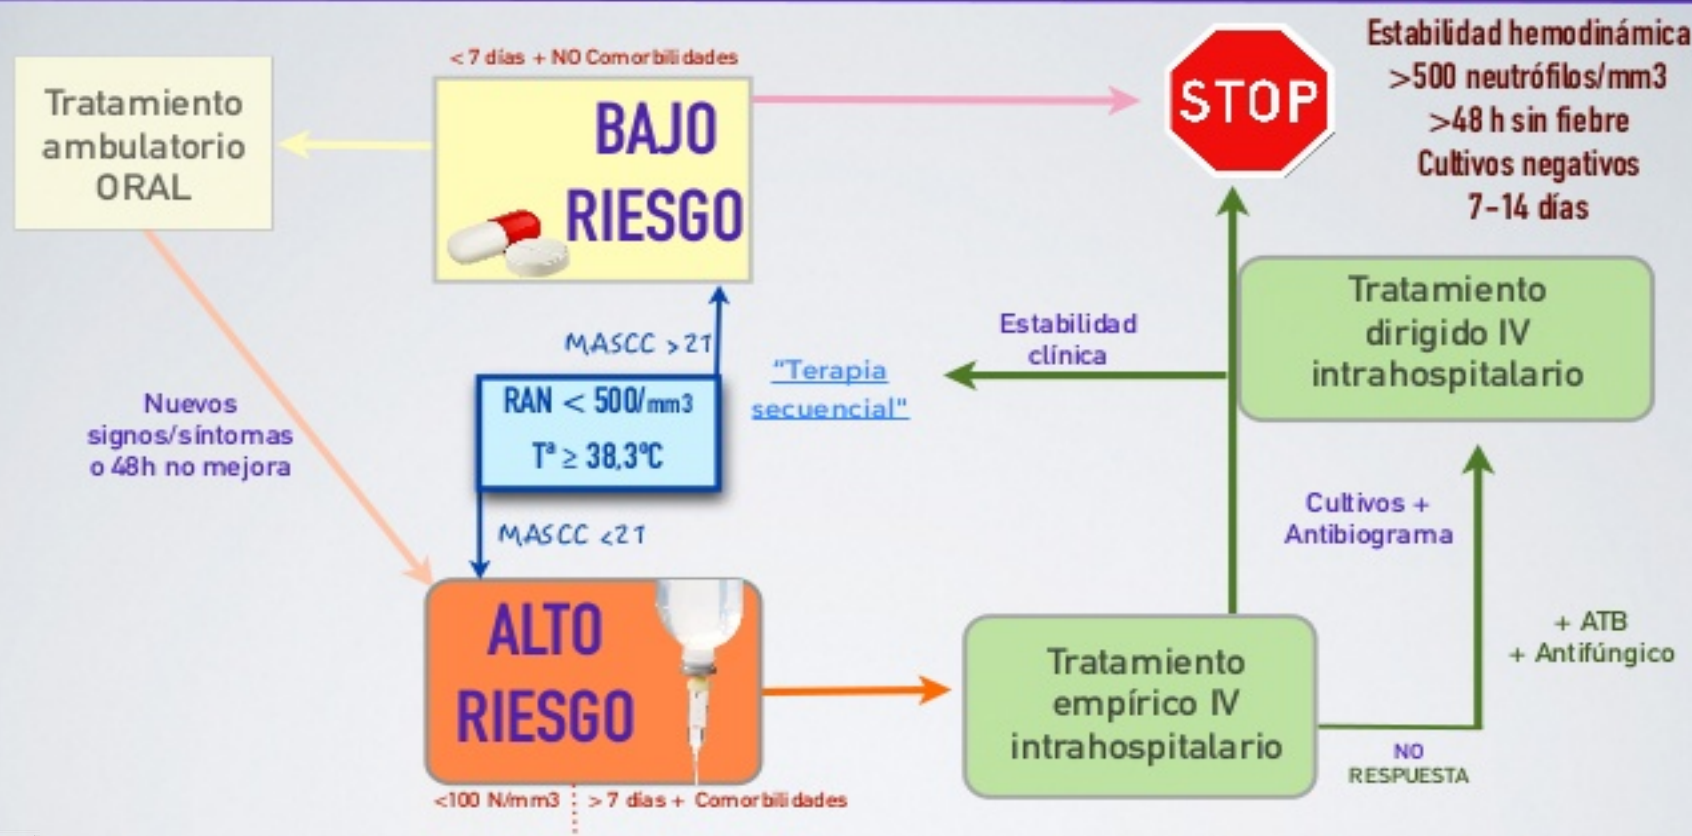 < 7 días + NO Comorbilidades
BAJO
RIESGO
Tratamiento
ambulatorio
ORAL
STOP
Estabilidad hemodinámica
>500 neutrófilos/mm3
>48 h sin fiebre
Cultivos negativos
7-14 días
Tratamiento
dirigido IV
intrahospitalario
Estabilidad
clínica
"Terapia
secuencial"
MASCC >21
RAN < 500/mm3
Tª ≥ 38,3ºC
MASCC <21
Nuevos
signos/síntomas
o 48h no mejora
Cultivos +
Antibiograma
+ ATB
+ Antifúngico
ALTO
RIESGO
<100 N/mm3
> 7 días + Comorbilidades
Tratamiento
empírico IV
intrahospitalario
NO
RESPUESTA